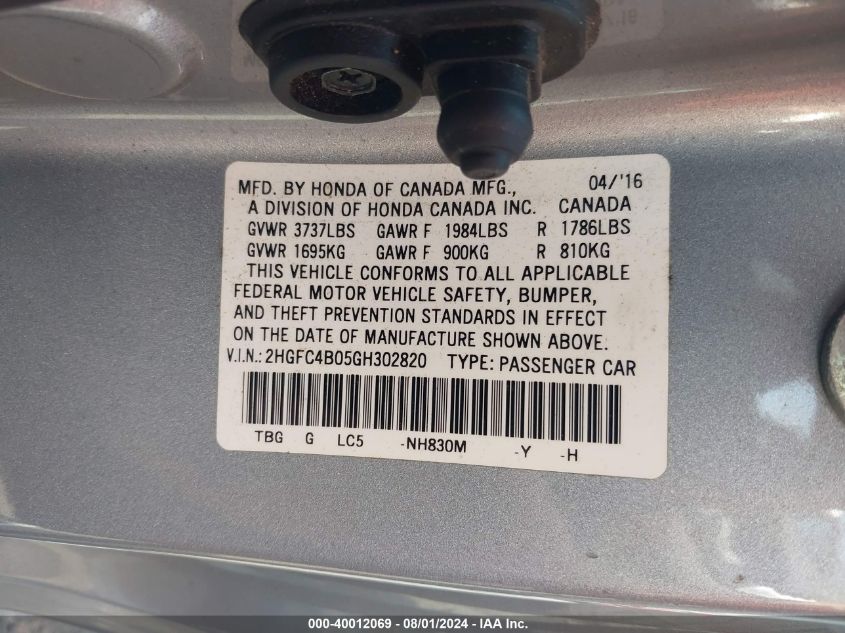 MFD. BY HONDA OF CANADA MFG., 04/'16
A DIVISION OF HONDA CANADA INC. CANADA
GVWR 3737LBS GAWR F 1984LBS R 1786LBS
GVWR 1695KG GAWR F 900KG R 810KG
THIS VEHICLE CONFORMS TO ALL APPLICABLE
FEDERAL MOTOR VEHICLE SAFETY, BUMPER,
AND THEFT PREVENTION STANDARDS IN EFFECT
ON THE DATE OF MANUFACTURE SHOWN ABOVE.
V.I.N.:2HGFC4B05GH302820 TYPE: PASSENGER CAR
TBG G LC5 -NH830M -Y -H
000-40012069 - 08/01/2024 - IAAI Inc.